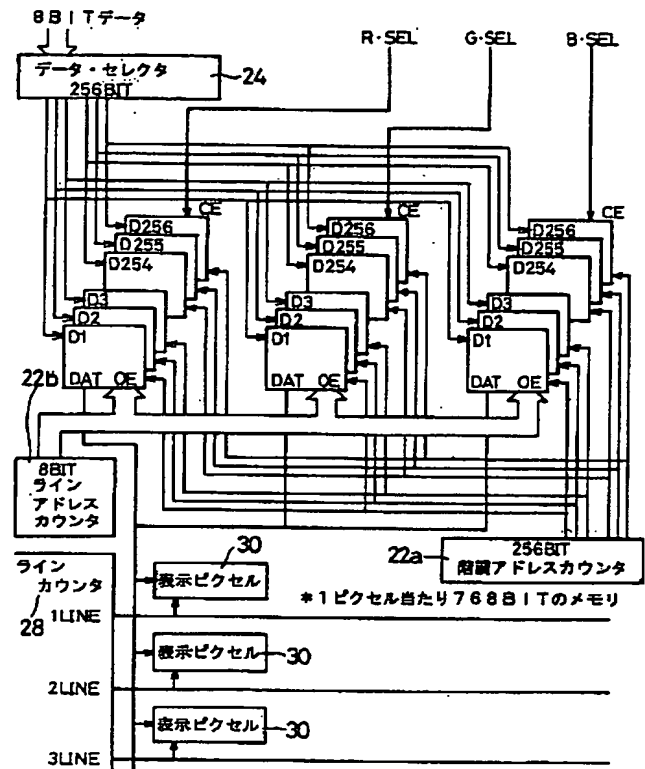 8BITデータ
R·SEL G·SEL B·SEL
データ・セレクタ
256BIT
24
CE CE CE
D256 D256 D256
D255 D255 D255
D254 D254 D254
D3 D3 D3
D2 D2 D2
D1 D1 D1
DAT OE DAT OE DAT OE
22b
8BIT
ライン
アドレス
カウンタ
22a
256BIT
階調アドレスカウンタ
*1ピクセル当たり768BITのメモリ
ライン
カウンタ
28
30
表示ピクセル
1LINE
表示ピクセル
30
2LINE
表示ピクセル
30
3LINE